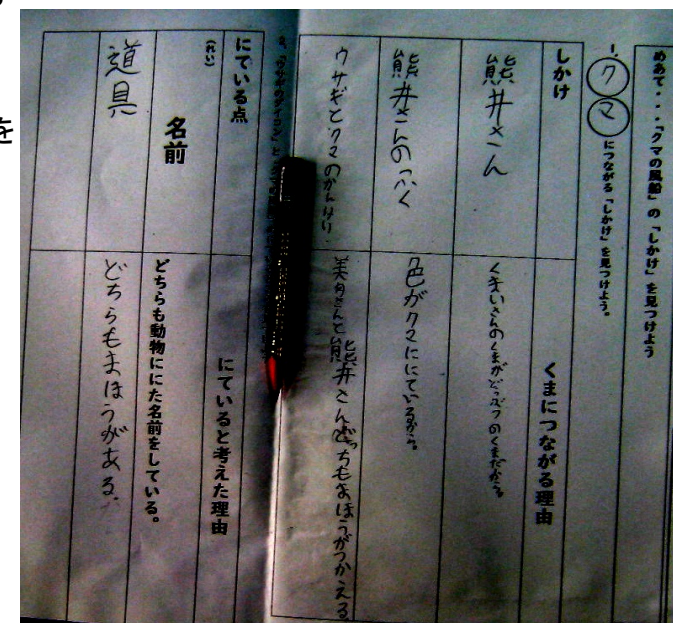 を
めあて・・・「クマの風船」の「しかけ」を見つけよう
1. クマ につながる「しかけ」を見つけよう。
しかけ
くまにつながる理由
熊井さん
くまいさんのくまがどうぶつのくまだから。
熊井さんのふく
色がクマににているから。
ウサギとクマのかんけい
美月さんと熊井さんどっちもまほうがつかえる
にている点
にていると考えた理由
(れい)
名前
どちらも動物ににた名前をしている。
道具
どちらもまほうがある。